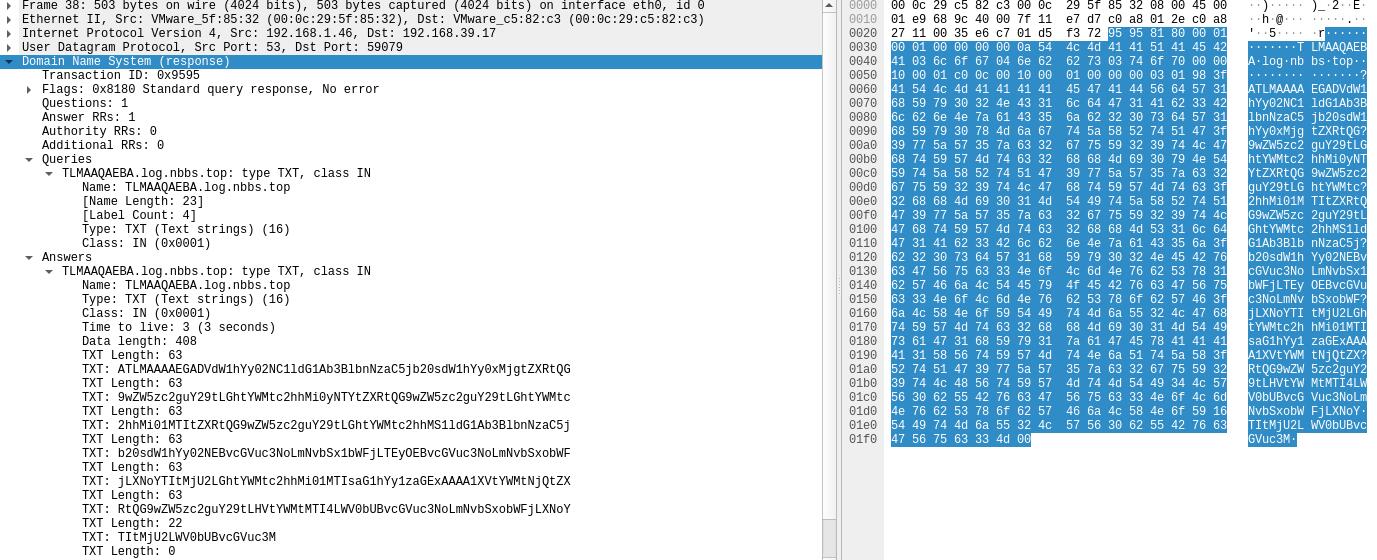 Frame 38: 503 bytes on wire (4024 bits), 503 bytes captured (4024 bits) on interface eth0, id 0
Ethernet II, Src: VMware_5f:85:32 (00:0c:29:5f:85:32), Dst: VMware_c5:82:c3 (00:0c:29:c5:82:c3)
Internet Protocol Version 4, Src: 192.168.1.46, Dst: 192.168.39.17
User Datagram Protocol, Src Port: 53, Dst Port: 59079
Domain Name System (response)
Transaction ID: 0x9595
Flags: 0x8180 Standard query response, No error
Questions: 1
Answer RRs: 1
Authority RRs: 0
Additional RRs: 0
Queries
TLMAAQAEBA.log.nbbs.top: type TXT, class IN
Name: TLMAAQAEBA.log.nbbs.top
[Name Length: 23]
[Label Count: 4]
Type: TXT (Text strings) (16)
Class: IN (0x0001)
Answers
TLMAAQAEBA.log.nbbs.top: type TXT, class IN
Name: TLMAAQAEBA.log.nbbs.top
Type: TXT (Text strings) (16)
Class: IN (0x0001)
Time to live: 3 (3 seconds)
Data length: 408
TXT Length: 63
TXT: ATLMAAAAEGADVdW1hYy02NC1ldG1Ab3BlbnNzaC5jb20sdW1hYy0xMjgtZXRtQG
TXT Length: 63
TXT: 9wZW5zc2guY29tLGhtYWMtc2hhMi0yNTYtZXRtQG9wZW5zc2guY29tLGhtYWMtc
TXT Length: 63
TXT: 2hhMi01MTItZXRtQG9wZW5zc2guY29tLGhtYWMtc2hhMS1ldG1Ab3BlbnNzaC5j
TXT Length: 63
TXT: b20sdW1hYy02NEBvcGVuc3NoLmNvbSx1bWFjLTEyOEBvcGVuc3NoLmNvbSxobWF
TXT Length: 63
TXT: jLXNoYTItMjU2LGhtYWMtc2hhMi01MTIsaG1hYy1zaGExAAAA1XVtYWMtNjQtZX
TXT Length: 63
TXT: RtQG9wZW5zc2guY29tLHVtYWMtMTI4LWV0bUBvcGVuc3NoLmNvbSxobWFjLXNoY
TXT Length: 22
TXT: TItMjU2LWV0bUBvcGVuc3M
TXT Length: 0
0000 00 0c 29 c5 82 c3 00 0c 29 5f 85 32 08 00 45 00 ··)·····)_·2··E·
0010 01 e9 68 9c 40 00 7f 11 e7 d7 c0 a8 01 2e c0 a8 ··h·@········.··
0020 27 11 00 35 e6 c7 01 d5 f3 72 95 95 81 80 00 01 '··5·····r······
0030 00 01 00 00 00 00 0a 54 4c 4d 41 41 51 41 45 42 ·······TLMAAQAEB
0040 41 03 6c 6f 67 04 6e 62 62 73 03 74 6f 70 00 00 A·log·nbbs·top··
0050 10 00 01 c0 0c 00 10 00 01 00 00 00 03 01 98 3f ···············?
0060 41 54 4c 4d 41 41 41 41 45 47 41 44 56 64 57 31 ATLMAAAAEGADVdW1
0070 68 59 79 30 32 4e 43 31 6c 64 47 31 41 62 33 42 hYy02NC1ldG1Ab3B
0080 6c 62 6e 4e 7a 61 43 35 6a 62 32 30 73 64 57 31 lbnNzaC5jb20sdW1
0090 68 59 79 30 78 4d 6a 67 74 5a 58 52 74 51 47 3f hYy0xMjgtZXRtQG?
00a0 39 77 5a 57 35 7a 63 32 67 75 59 32 39 74 4c 47 9wZW5zc2guY29tLG
00b0 68 74 59 57 4d 74 63 32 68 68 4d 69 30 79 4e 54 htYWMtc2hhMi0yNT
00c0 59 74 5a 58 52 74 51 47 39 77 5a 57 35 7a 63 32 YtZXRtQG9wZW5zc2
00d0 67 75 59 32 39 74 4c 47 68 74 59 57 4d 74 63 3f guY29tLGhtYWMtc?
00e0 32 68 68 4d 69 30 31 4d 54 49 74 5a 58 52 74 51 2hhMi01MTItZXRtQ
00f0 47 39 77 5a 57 35 7a 63 32 67 75 59 32 39 74 4c G9wZW5zc2guY29tL
0100 47 68 74 59 57 4d 74 63 32 68 68 4d 53 31 6c 64 GhtYWMtc2hhMS1ld
0110 47 31 41 62 33 42 6c 62 6e 4e 7a 61 43 35 6a 3f G1Ab3BlbnNzaC5j?
0120 62 32 30 73 64 57 31 68 59 79 30 32 4e 45 42 76 b20sdW1hYy02NEBv
0130 63 47 56 75 63 33 4e 6f 4c 6d 4e 76 62 53 78 31 cGVuc3NoLmNvbSx1
0140 62 57 46 6a 4c 54 45 79 4f 45 42 76 63 47 56 75 bWFjLTEyOEBvcGVu
0150 63 33 4e 6f 4c 6d 4e 76 62 53 78 6f 62 57 46 3f c3NoLmNvbSxobWF?
0160 6a 4c 58 4e 6f 59 54 49 74 4d 6a 55 32 4c 47 68 jLXNoYTItMjU2LGh
0170 74 59 57 4d 74 63 32 68 68 4d 69 30 31 4d 54 49 tYWMtc2hhMi01MTI
0180 73 61 47 31 68 59 79 31 7a 61 47 45 78 41 41 41 saG1hYy1zaGExAAA
0190 41 31 58 56 74 59 57 4d 74 4e 6a 51 74 5a 58 3f A1XVtYWMtNjQtZX?
01a0 52 74 51 47 39 77 5a 57 35 7a 63 32 67 75 59 32 RtQG9wZW5zc2guY2
01b0 39 74 4c 48 56 74 59 57 4d 74 4d 54 49 34 4c 57 9tLHVtYWMtMTI4LW
01c0 56 30 62 55 42 76 63 47 56 75 63 33 4e 6f 4c 6d V0bUBvcGVuc3NoLm
01d0 4e 76 62 53 78 6f 62 57 46 6a 4c 58 4e 6f 59 16 NvbSxobWFjLXNoY·
01e0 54 49 74 4d 6a 55 32 4c 57 56 30 62 55 42 76 63 TItMjU2LWV0bUBvc
01f0 47 56 75 63 33 4d 00 GVuc3M·